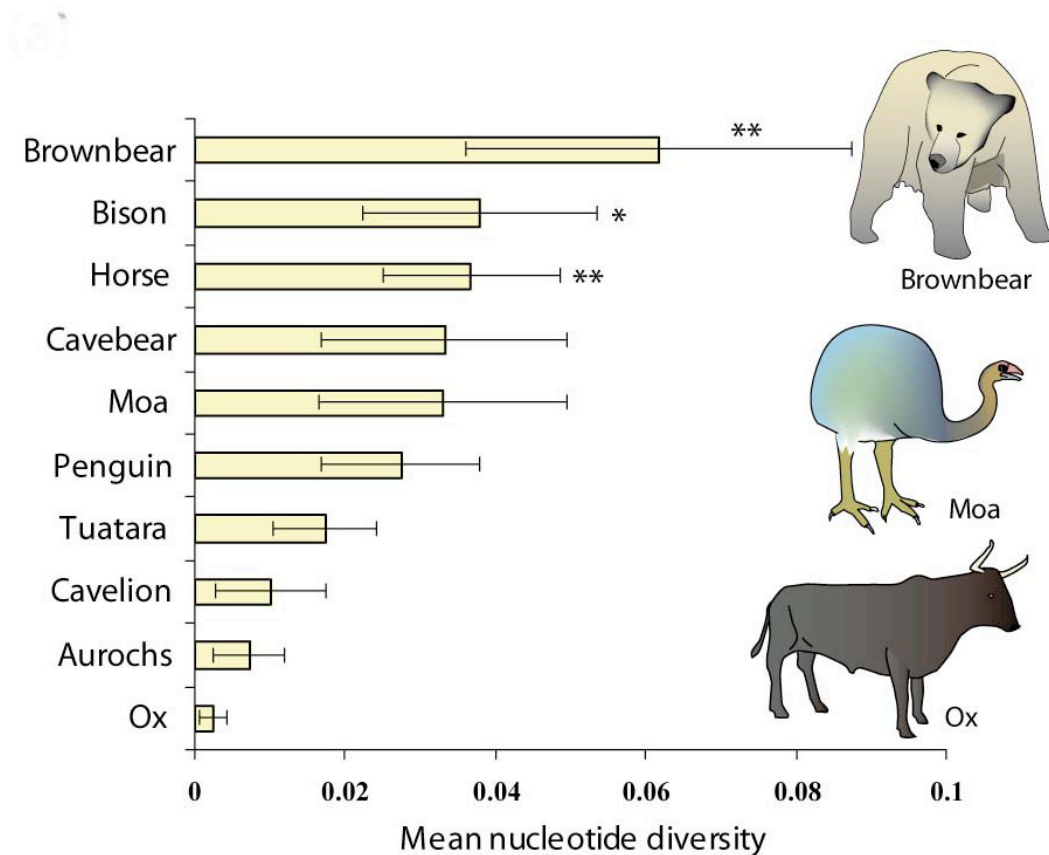 (a)
Brownbear
**
Bison
*
Horse
**
Cavebear
Moa
Penguin
Tuatara
Cavelion
Aurochs
Ox
Brownbear
Moa
Ox
0 0.02 0.04 0.06 0.08 0.1
Mean nucleotide diversity